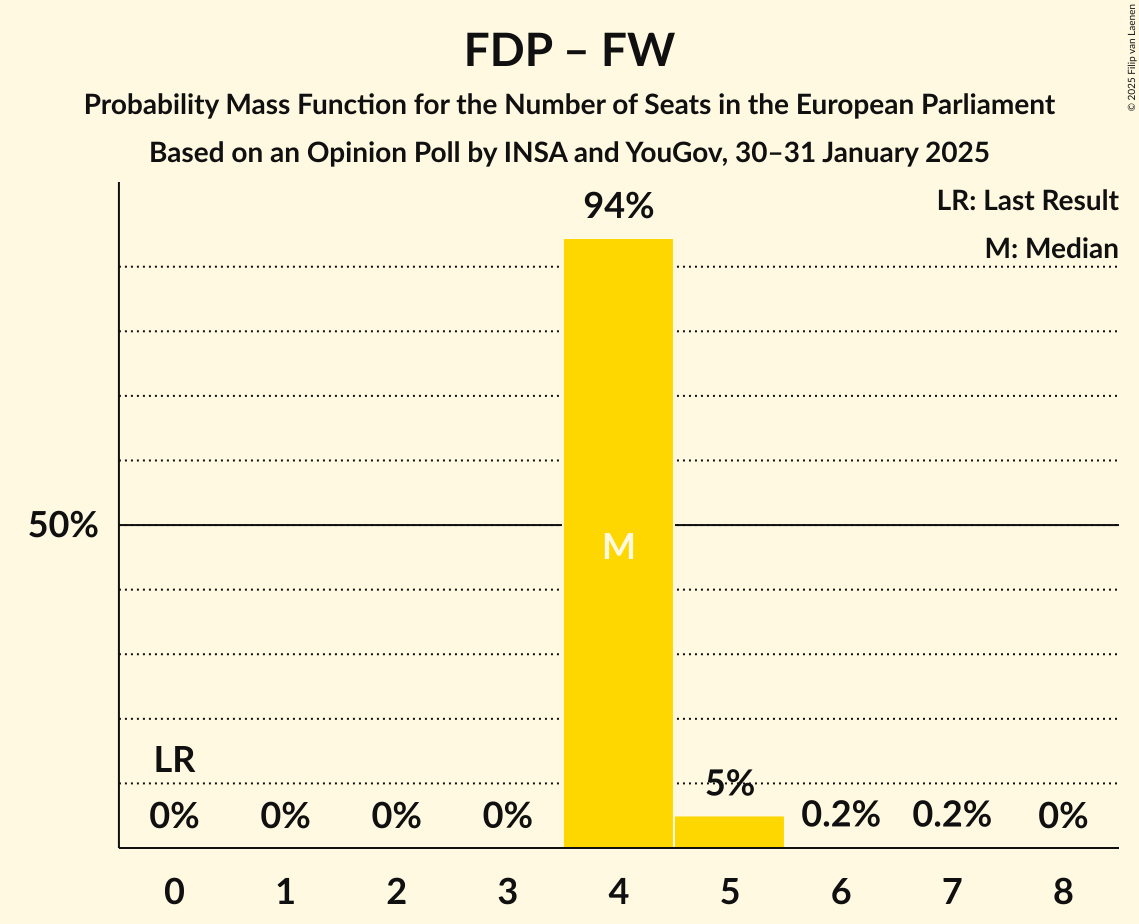 FDP – FW
Probability Mass Function for the Number of Seats in the European Parliament
Based on an Opinion Poll by INSA and YouGov, 30–31 January 2025
© 2025 Filip van Laenen
LR: Last Result
M: Median
94%
50%
M
LR
5%
0% 0% 0% 0% 0.2% 0.2% 0%
0 1 2 3 4 5 6 7 8